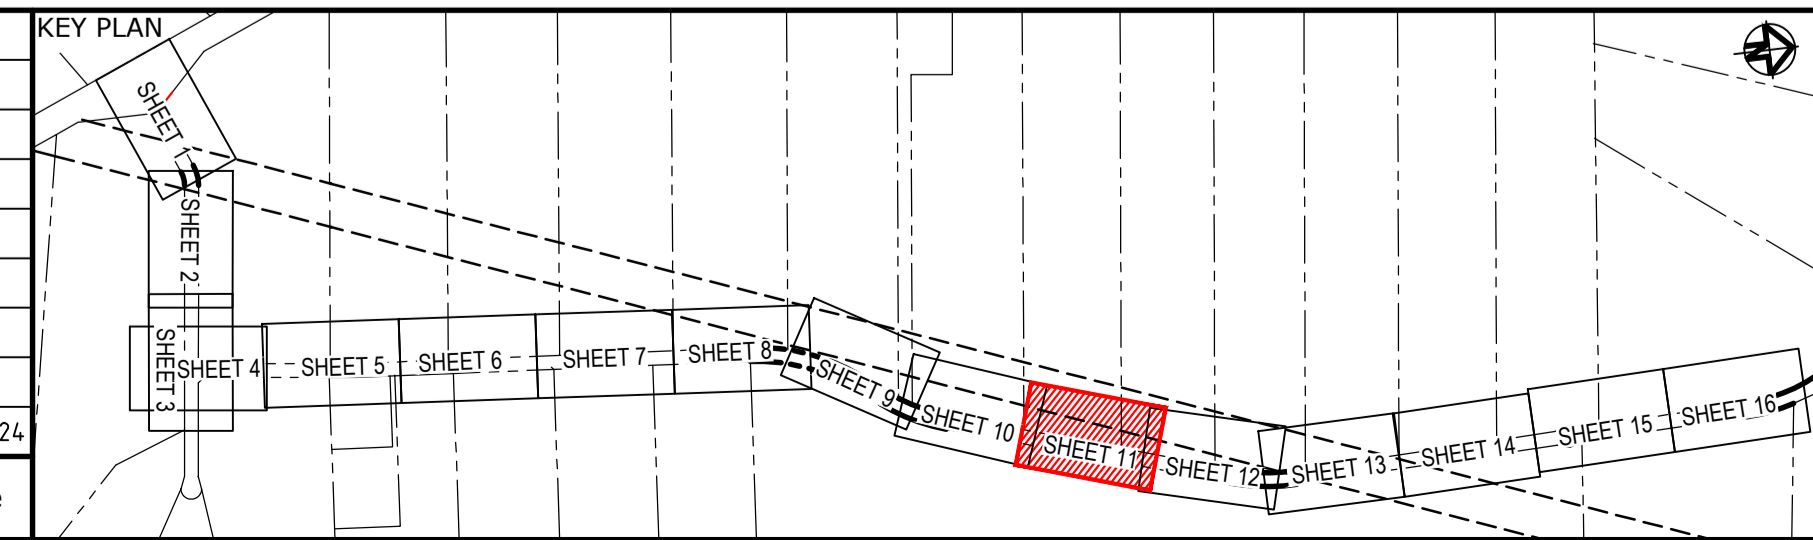 KEY PLAN
N
SHEET 1
SHEET 2
SHEET 3
SHEET 4
SHEET 5
SHEET 6
SHEET 7
SHEET 8
SHEET 9
SHEET 10
SHEET 11
SHEET 12
SHEET 13
SHEET 14
SHEET 15
SHEET 16
24